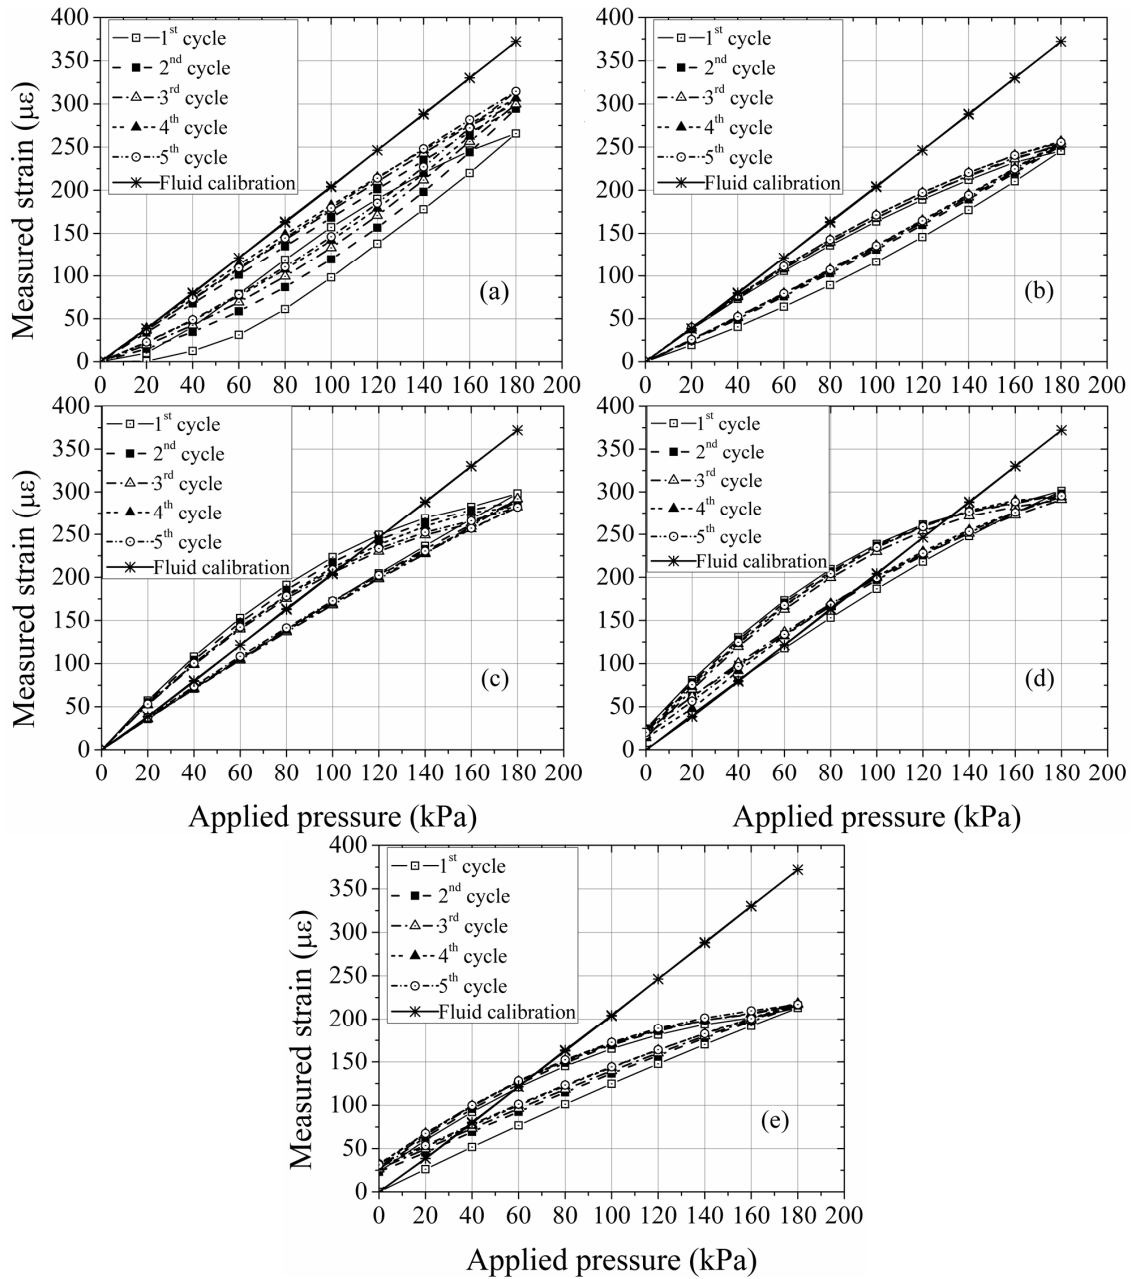 Measured strain (με)
400
350
300
250
200
150
100
50
0
1st cycle
2nd cycle
3rd cycle
4th cycle
5th cycle
Fluid calibration
(a)
0 20 40 60 80 100 120 140 160 180 200
400
350
300
250
200
150
100
50
0
1st cycle
2nd cycle
3rd cycle
4th cycle
5th cycle
Fluid calibration
(b)
0 20 40 60 80 100 120 140 160 180 200
Measured strain (με)
400
350
300
250
200
150
100
50
0
1st cycle
2nd cycle
3rd cycle
4th cycle
5th cycle
Fluid calibration
(c)
0 20 40 60 80 100 120 140 160 180 200
Applied pressure (kPa)
400
350
300
250
200
150
100
50
0
1st cycle
2nd cycle
3rd cycle
4th cycle
5th cycle
Fluid calibration
(d)
0 20 40 60 80 100 120 140 160 180 200
Applied pressure (kPa)
Measured strain (με)
400
350
300
250
200
150
100
50
0
1st cycle
2nd cycle
3rd cycle
4th cycle
5th cycle
Fluid calibration
(e)
0 20 40 60 80 100 120 140 160 180 200
Applied pressure (kPa)